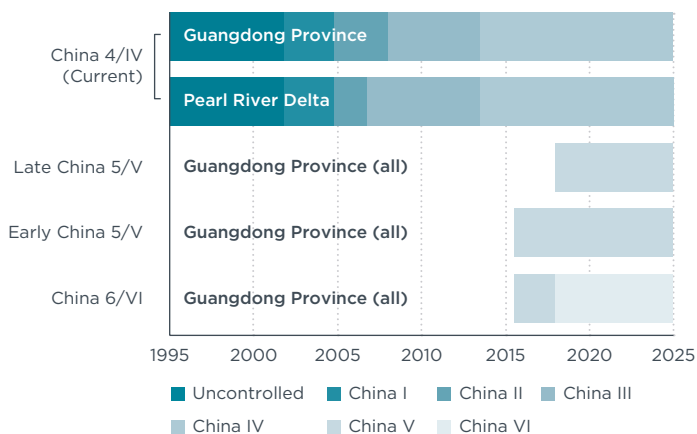 China 4/IV
(Current)
Guangdong Province
Pearl River Delta
Late China 5/V
Guangdong Province (all)
Early China 5/V
Guangdong Province (all)
China 6/VI
Guangdong Province (all)
1995 2000 2005 2010 2015 2020 2025
Uncontrolled China I China II China III
China IV China V China VI